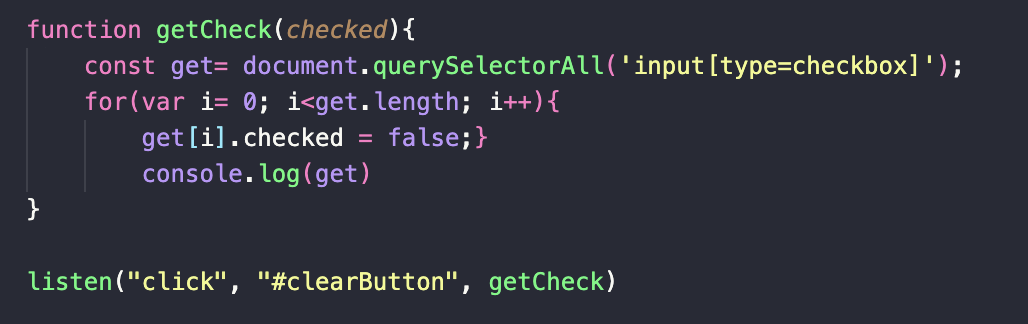 function getCheck(checked){
const get= document.querySelectorAll('input[type=checkbox]');
for(var i= 0; i<get.length; i++){
get[i].checked = false;}
console.log(get)
}
listen("click", "#clearButton", getCheck)